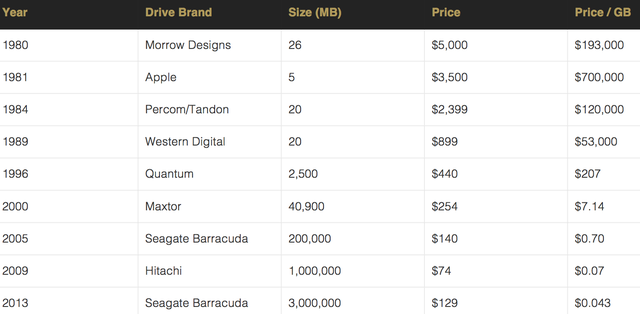 Year Drive Brand Size (MB) Price Price / GB
1980 Morrow Designs 26 $5,000 $193,000
1981 Apple 5 $3,500 $700,000
1984 Percom/Tandon 20 $2,399 $120,000
1989 Western Digital 20 $899 $53,000
1996 Quantum 2,500 $440 $207
2000 Maxtor 40,900 $254 $7.14
2005 Seagate Barracuda 200,000 $140 $0.70
2009 Hitachi 1,000,000 $74 $0.07
2013 Seagate Barracuda 3,000,000 $129 $0.043